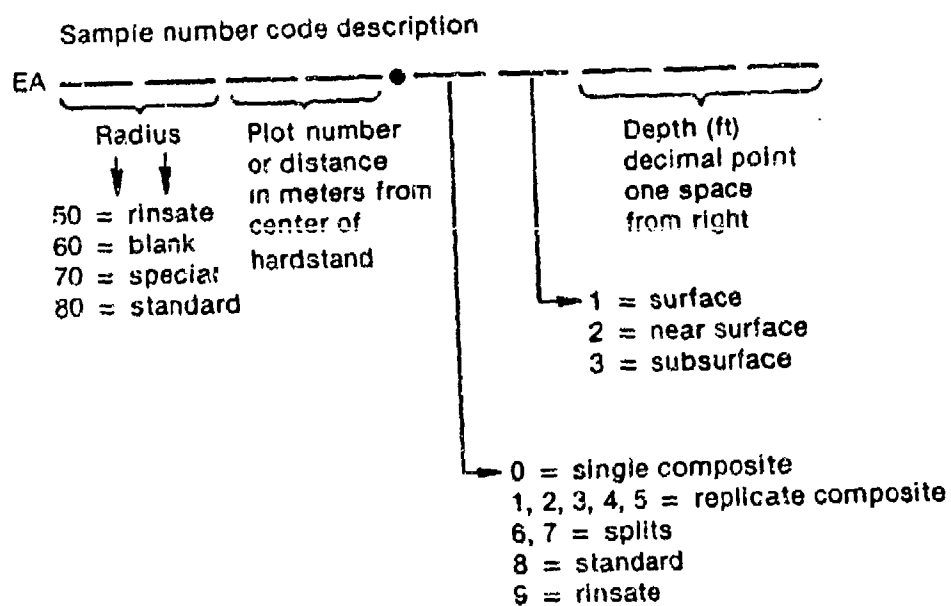 Sample number code description
EA
Radius
50 = rinsate
60 = blank
70 = special
80 = standard
Plot number
or distance
in meters from
center of
hardstand
Depth (ft)
decimal point
one space
from right
1 = surface
2 = near surface
3 = subsurface
0 = single composite
1, 2, 3, 4, 5 = replicate composite
6, 7 = splits
8 = standard
9 = rinsate